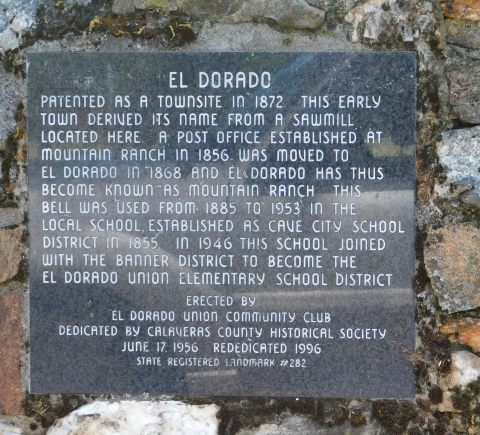 EL DORADO
PATENTED AS A TOWNSITE IN 1872. THIS EARLY
TOWN DERIVED ITS NAME FROM A SAWMILL
LOCATED HERE. A POST OFFICE ESTABLISHED AT
MOUNTAIN RANCH IN 1856 WAS MOVED TO
EL DORADO IN 1868 AND EL DORADO HAS THUS
BECOME KNOWN AS MOUNTAIN RANCH. THIS
BELL WAS USED FROM 1885 TO 1953 IN THE
LOCAL SCHOOL, ESTABLISHED AS CAVE CITY SCHOOL
DISTRICT IN 1855. IN 1946 THIS SCHOOL JOINED
WITH THE BANNER DISTRICT TO BECOME THE
EL DORADO UNION ELEMENTARY SCHOOL DISTRICT
ERECTED BY
EL DORADO UNION COMMUNITY CLUB
DEDICATED BY CALAVERAS COUNTY HISTORICAL SOCIETY
JUNE 17, 1956 REDEDICATED 1996
STATE REGISTERED LANDMARK #282